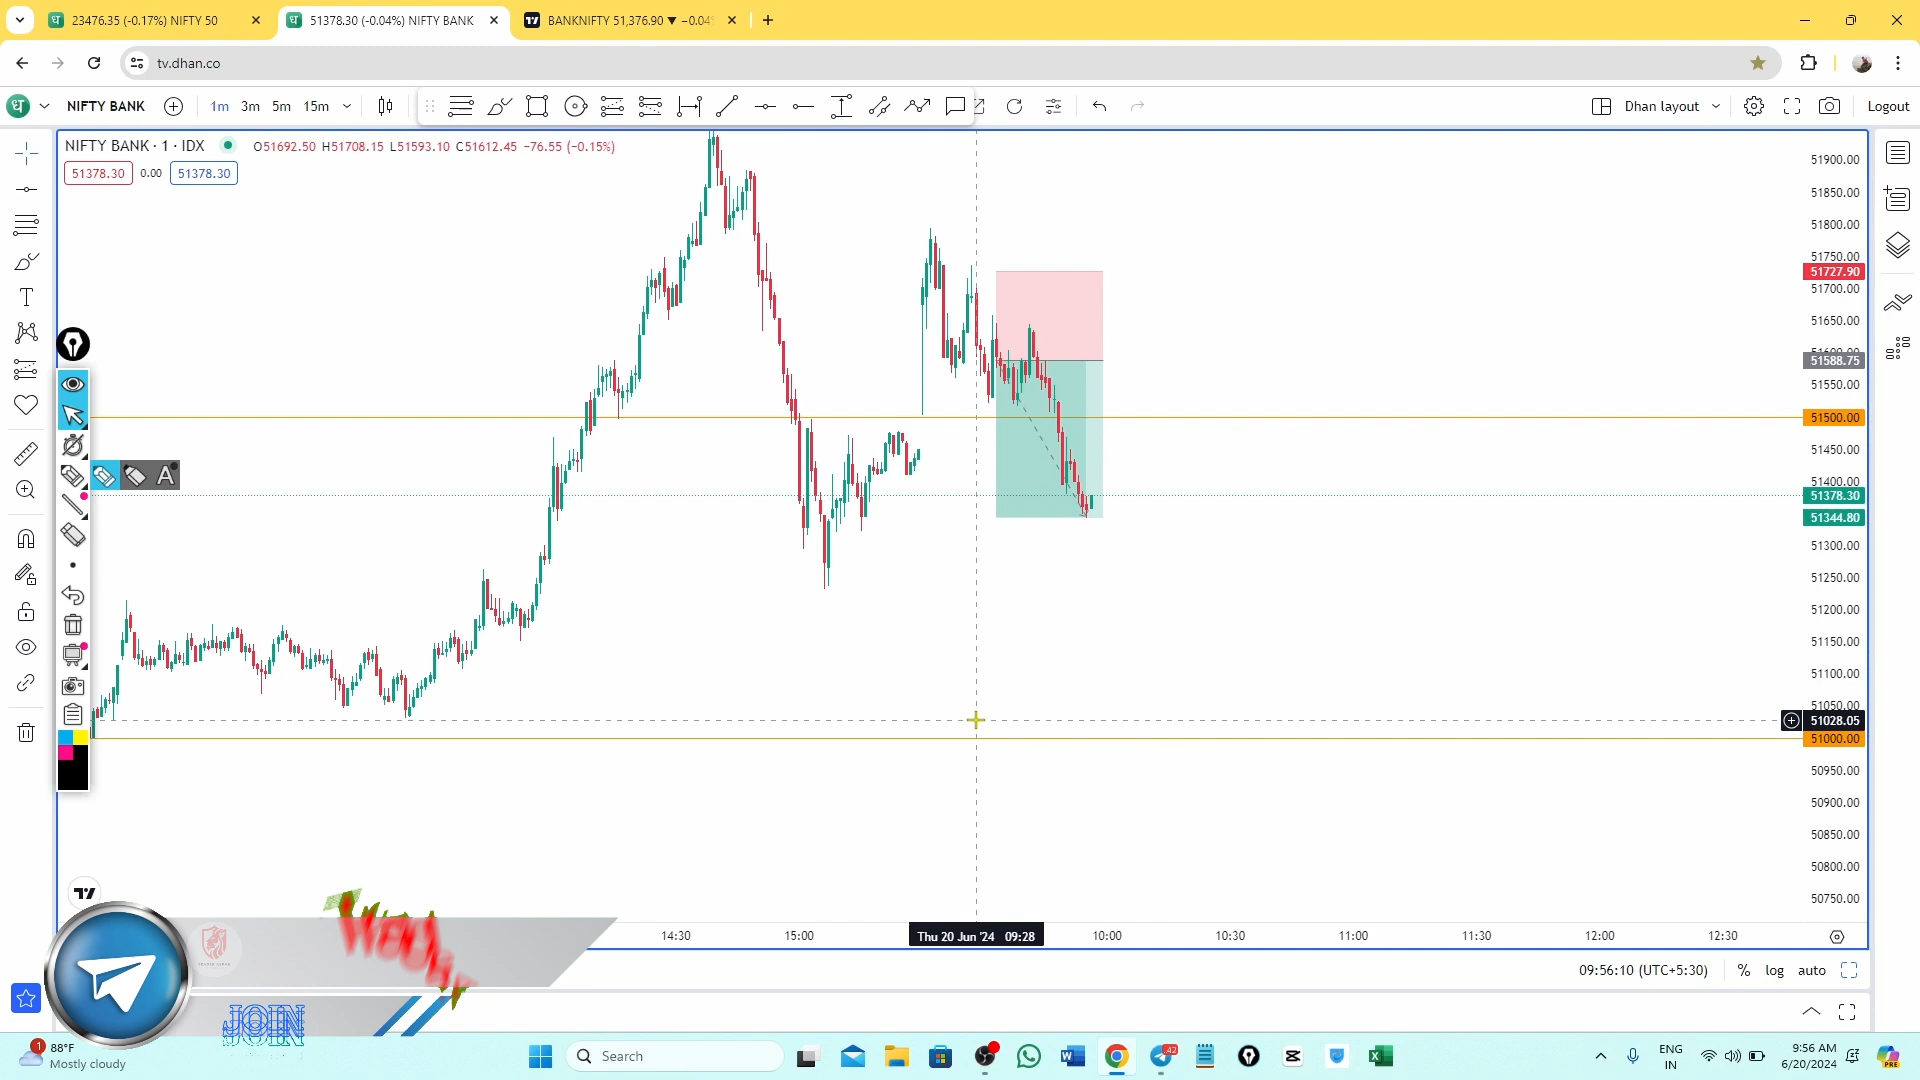 23476.35 (-0.17%) NIFTY 50
51378.30 (-0.04%) NIFTY BANK
BANKNIFTY 51,376.90 ▼ −0.04
tv.dhan.co
NIFTY BANK
1m 3m 5m 15m
Dhan layout
Logout
NIFTY BANK · 1 · IDX O51692.50 H51708.15 L51593.10 C51612.45 −76.55 (−0.15%)
51378.30 0.00 51378.30
51900.00
51850.00
51800.00
51750.00
51727.90
51700.00
51650.00
51588.75
51550.00
51500.00
51450.00
51400.00
51378.30
51344.80
51300.00
51250.00
51200.00
51150.00
51100.00
51050.00
51028.05
51000.00
50950.00
50900.00
50850.00
50800.00
50750.00
A
14:30 15:00 Thu 20 Jun '24 09:28 10:00 10:30 11:00 11:30 12:00 12:30
09:56:10 (UTC+5:30) % log auto
JOIN
1
88°F
Mostly cloudy
Search
42
ENG
IN
9:56 AM
6/20/2024
PRE